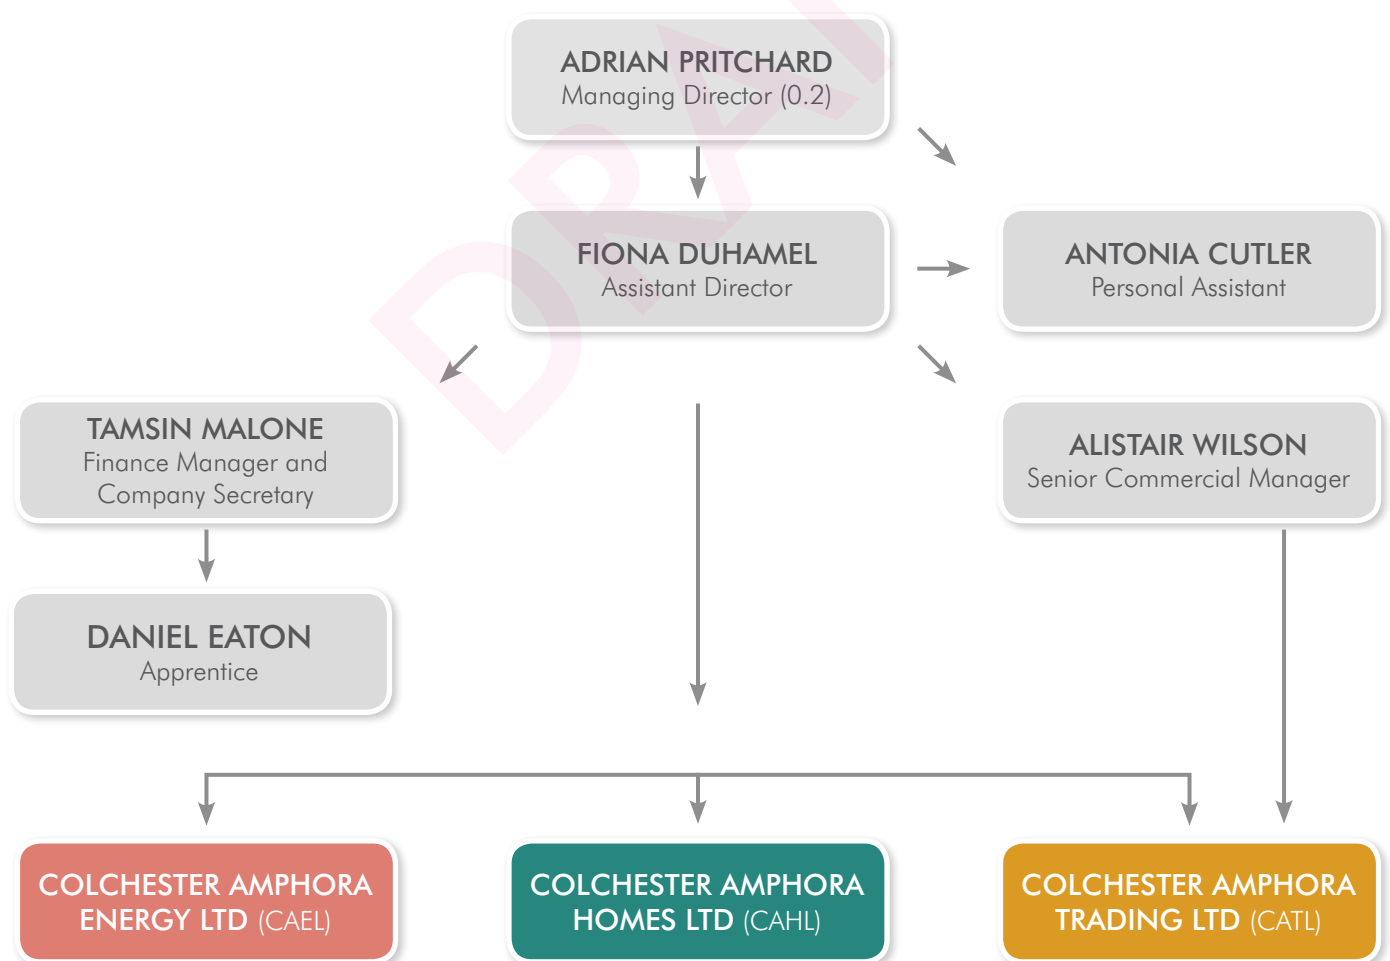 ADRIAN PRITCHARD
Managing Director (0.2)
FIONA DUHAMEL
Assistant Director
ANTONIA CUTLER
Personal Assistant
TAMSIN MALONE
Finance Manager and
Company Secretary
ALISTAIR WILSON
Senior Commercial Manager
DANIEL EATON
Apprentice
COLCHESTER AMPHORA
ENERGY LTD (CAEL)
COLCHESTER AMPHORA
HOMES LTD (CAHL)
COLCHESTER AMPHORA
TRADING LTD (CATL)